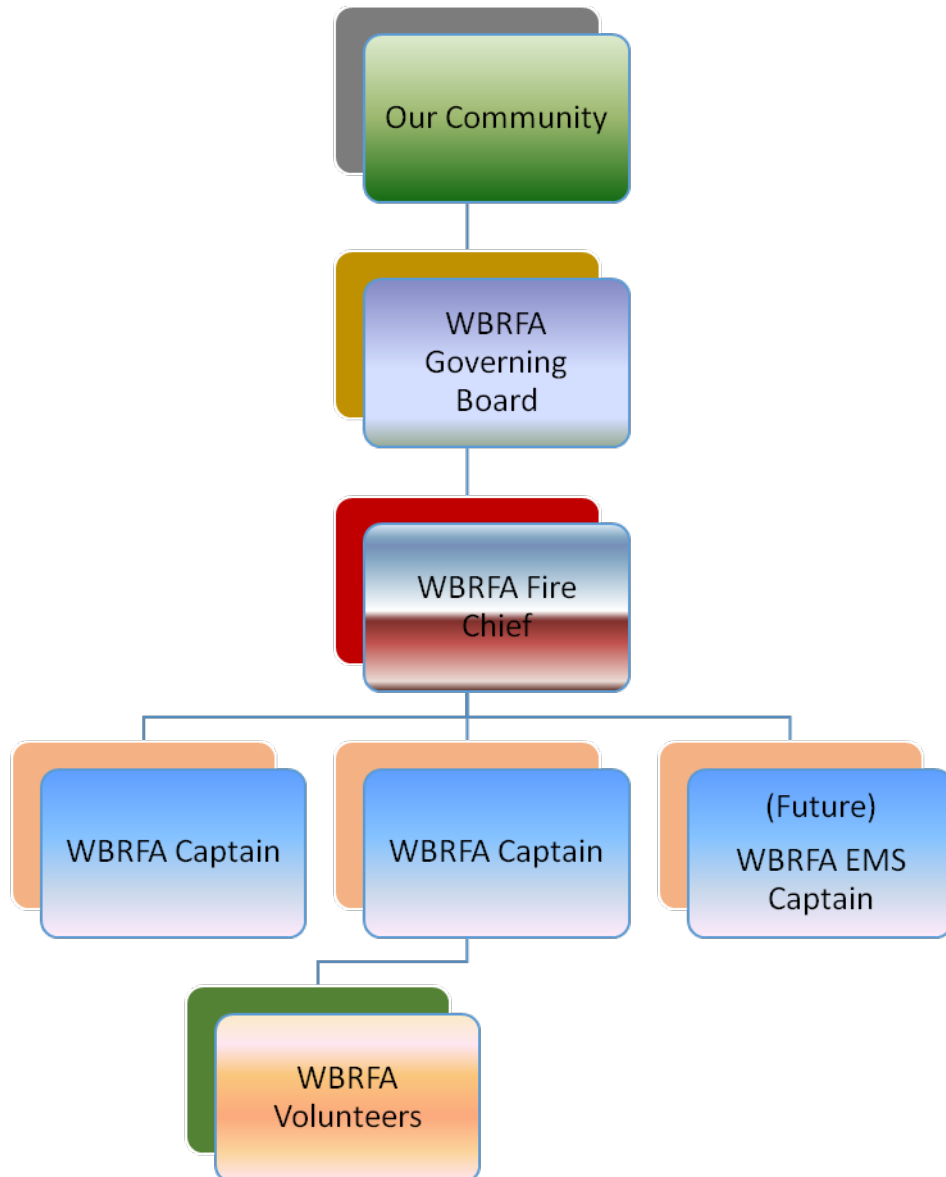 Our Community
WBRFA
Governing
Board
WBRFA Fire
Chief
WBRFA Captain
WBRFA Captain
(Future)
WBRFA EMS
Captain
WBRFA
Volunteers